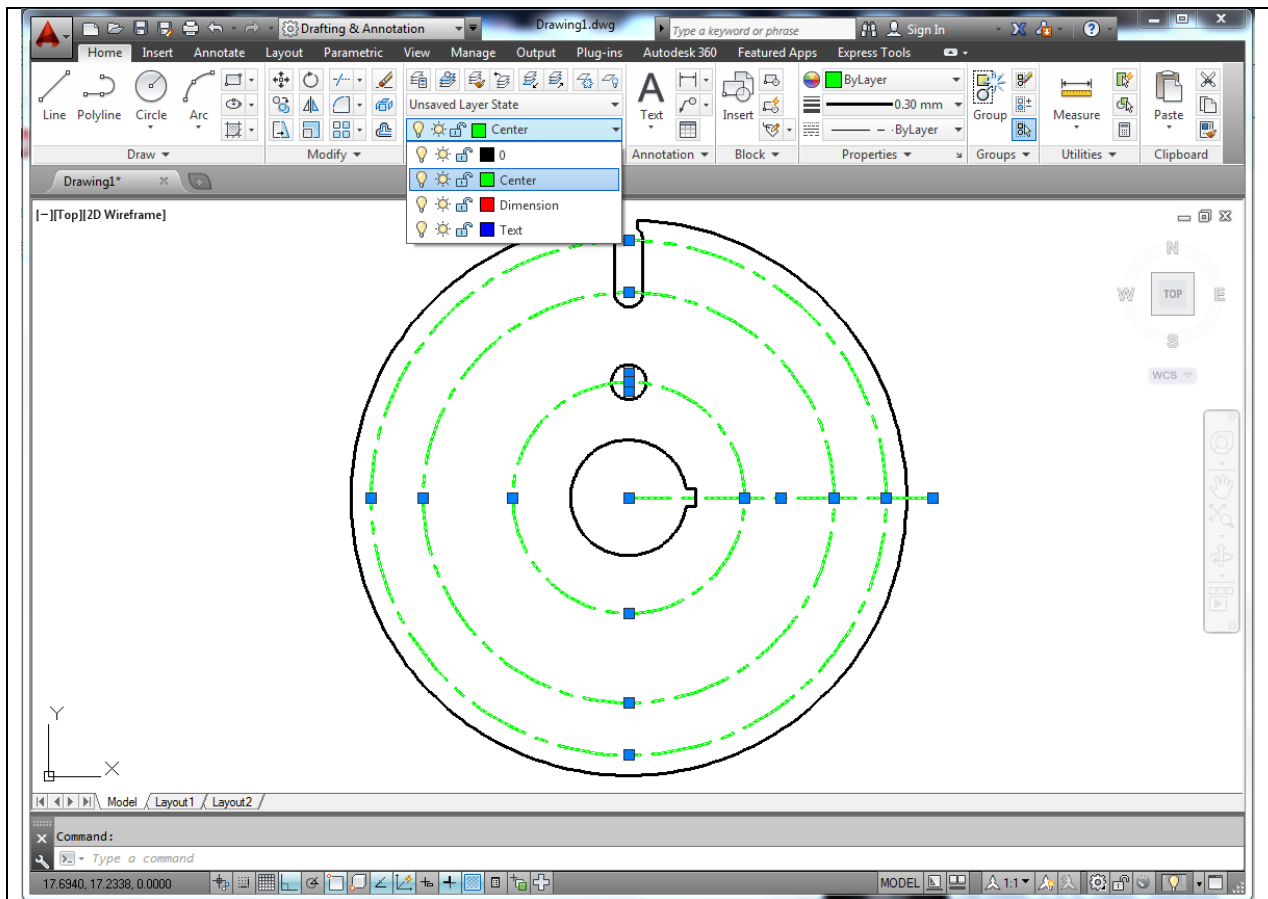 Drafting & Annotation Drawing1.dwg Type a keyword or phrase Sign In
Home Insert Annotate Layout Parametric View Manage Output Plug-ins Autodesk 360 Featured Apps Express Tools
Unsaved Layer State
Center
Line Polyline Circle Arc
Text
Insert
ByLayer
0.30 mm
ByLayer
Group
Measure
Paste
Draw Modify Annotation Block Properties Groups Utilities Clipboard
0
Center
Dimension
Text
Drawing1*
[−][Top][2D Wireframe]
N
W TOP E
S
WCS
Y
X
Model Layout1 Layout2
Command:
Type a command
17.6940, 17.2338, 0.0000 MODEL 1:1